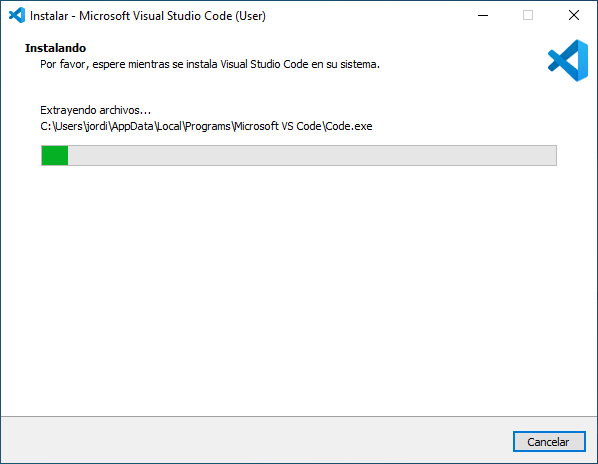 Instalar - Microsoft Visual Studio Code (User)
Instalando
Por favor, espere mientras se instala Visual Studio Code en su sistema.
Extrayendo archivos...
C:\Users\jordi\AppData\Local\Programs\Microsoft VS Code\Code.exe
Cancelar